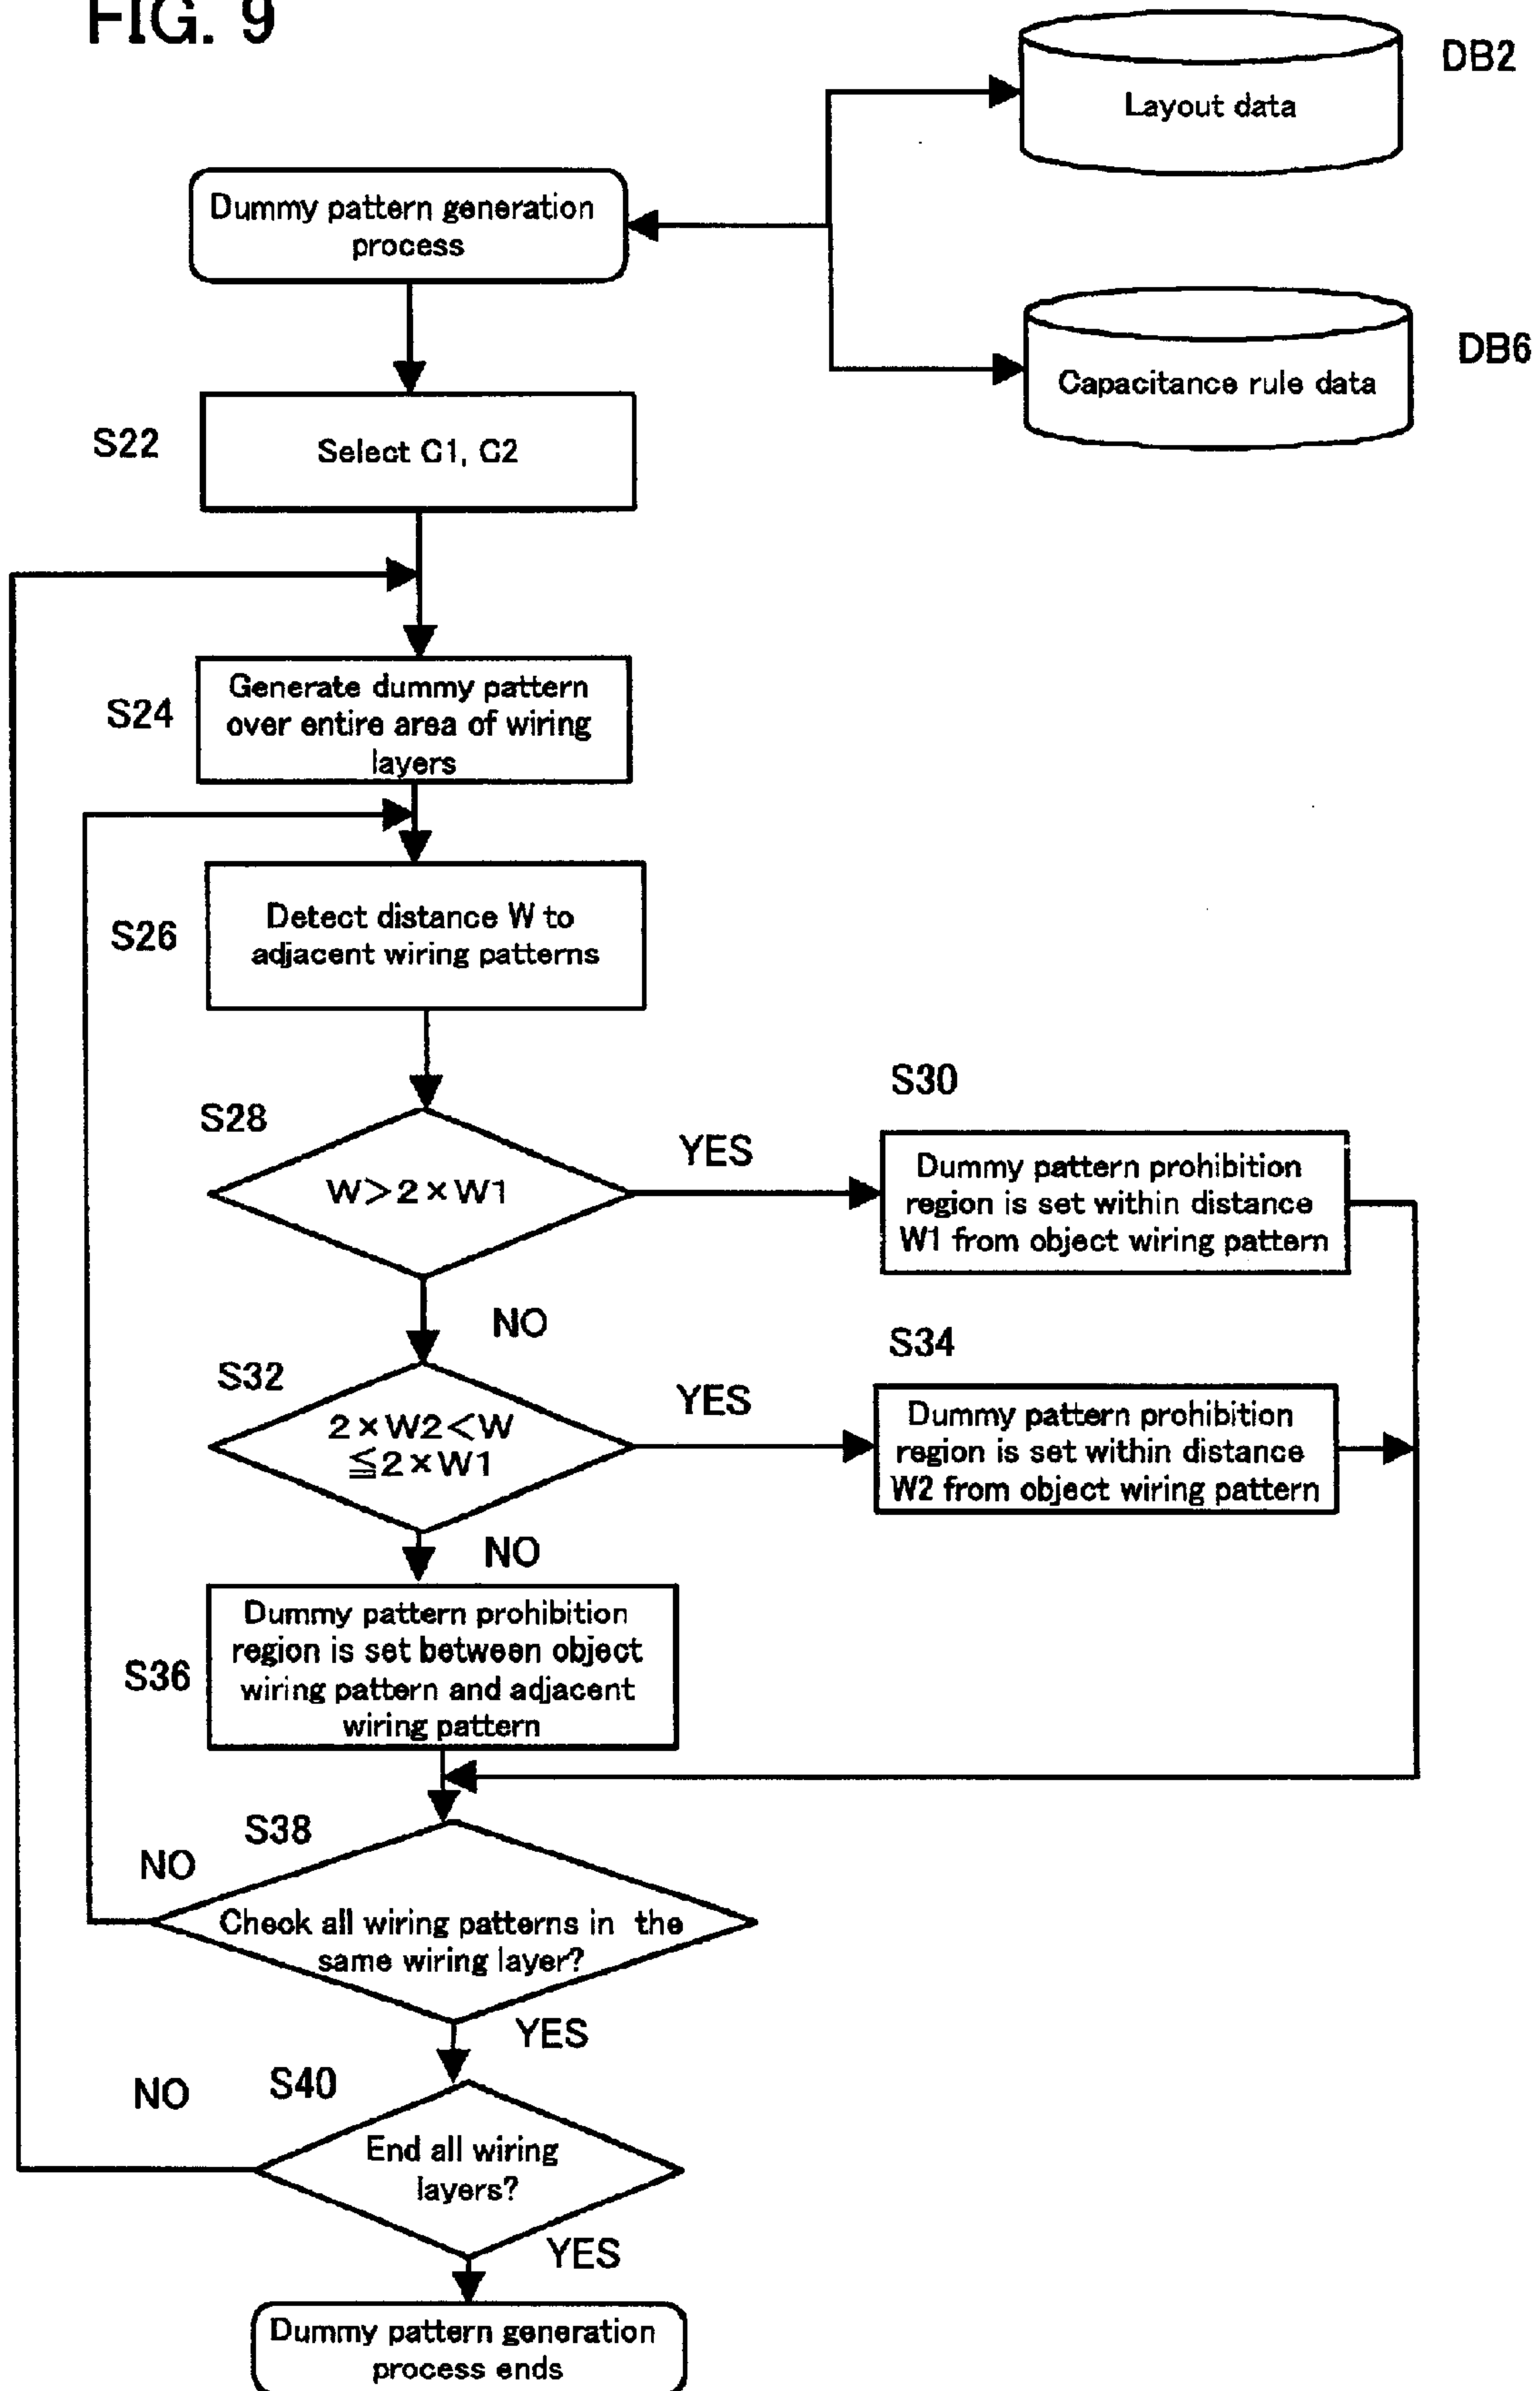 FIG. 9
DB2
Layout data
Dummy pattern generation
process
DB6
Capacitance rule data
S22
Select C1, C2
S24
Generate dummy pattern
over entire area of wiring
layers
S26
Detect distance W to
adjacent wiring patterns
S28
W>2×W1
YES
S30
Dummy pattern prohibition
region is set within distance
W1 from object wiring pattern
NO
S32
2×W2<W
≦2×W1
YES
S34
Dummy pattern prohibition
region is set within distance
W2 from object wiring pattern
NO
S36
Dummy pattern prohibition
region is set between object
wiring pattern and adjacent
wiring pattern
S38
NO
Check all wiring patterns in the
same wiring layer?
YES
S40
NO
End all wiring
layers?
YES
Dummy pattern generation
process ends